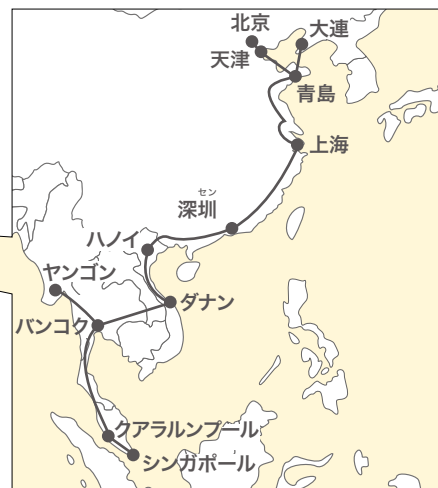 北京
大連
天津
青島
上海
セン
深圳
ハノイ
ヤンゴン
ダナン
バンコク
クアラルンプール
シンガポール